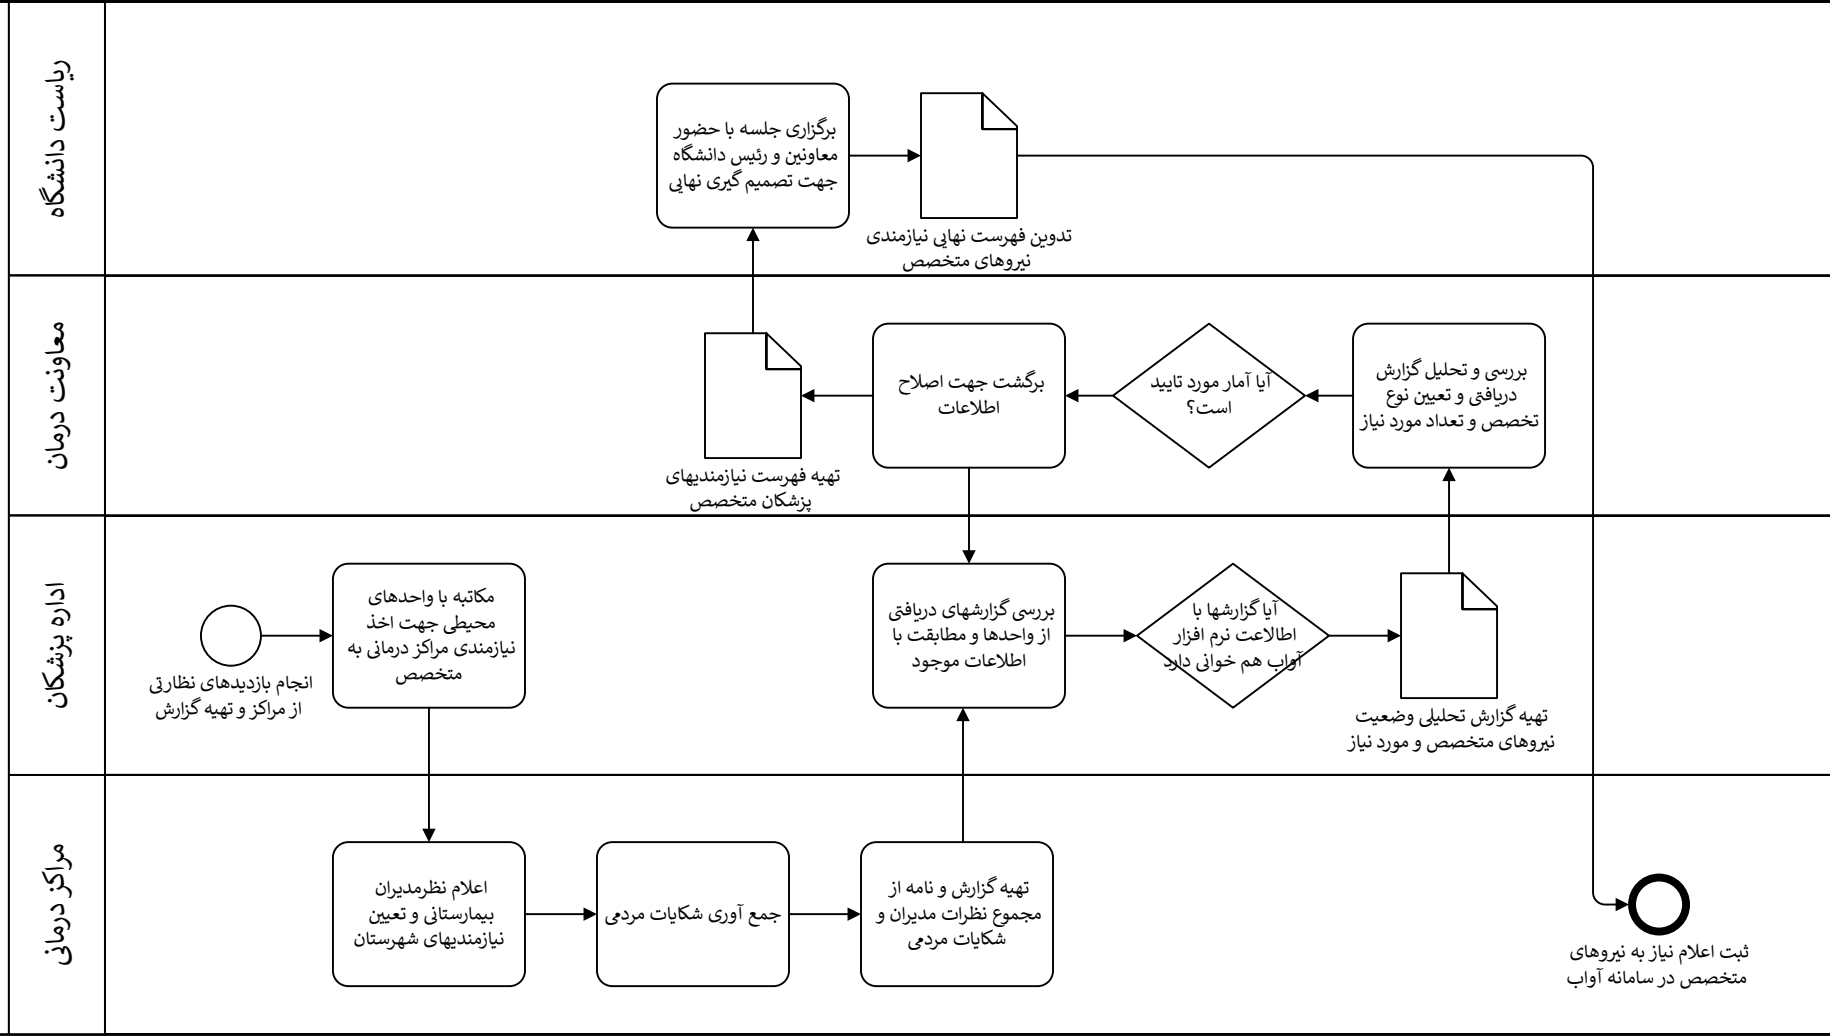 ریاست دانشگاه
برگزاری جلسه با حضور
معاونین و رئیس دانشگاه
جهت تصمیم گیری نهایی
تدوین فهرست نهایی نیازمندی
نیروهای متخصص
معاونت درمان
بررسی و تحلیل گزارش
دریافتی و تعیین نوع
تخصص و تعداد مورد نیاز
آیا آمار مورد تایید
است؟
برگشت جهت اصلاح
اطلاعات
تهیه فهرست نیازمندیهای
پزشکان متخصص
اداره پزشکان
انجام بازدیدهای نظارتی
از مراکز و تهیه گزارش
مکاتبه با واحدهای
محیطی جهت اخذ
نیازمندی مراکز درمانی به
متخصص
بررسی گزارشهای دریافتی
از واحدها و مطابقت با
اطلاعات موجود
آیا گزارشها با
اطالاعت نرم افزار
آواب هم خوانی دارد
تهیه گزارش تحلیلی وضعیت
نیروهای متخصص و مورد نیاز
مراکز درمانی
اعلام نظرمدیران
بیمارستانی و تعیین
نیازمندیهای شهرستان
جمع آوری شکایات مردمی
تهیه گزارش و نامه از
مجموع نظرات مدیران و
شکایات مردمی
ثبت اعلام نیاز به نیروهای
متخصص در سامانه آواب